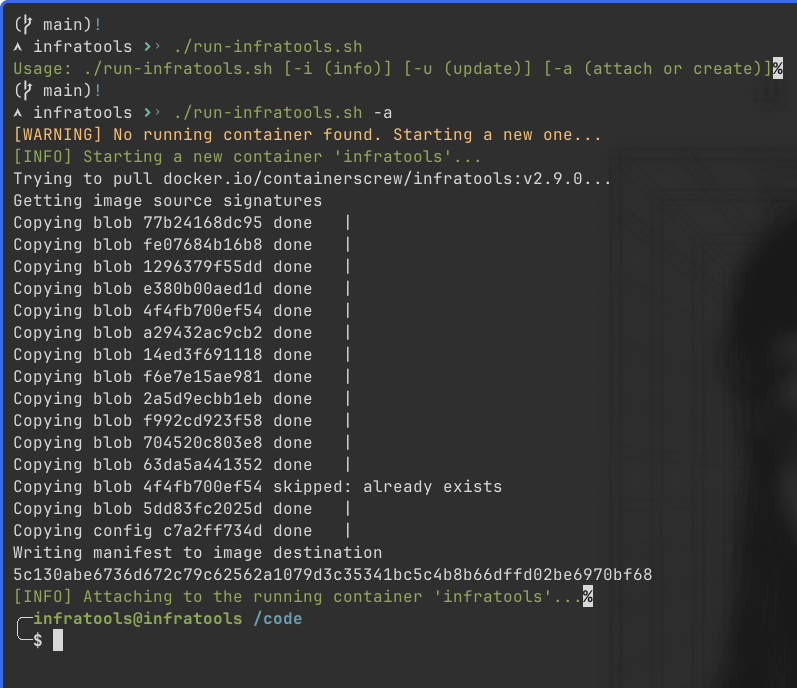 ( main)!
infratools ❯› ./run-infratools.sh
Usage: ./run-infratools.sh [-i (info)] [-u (update)] [-a (attach or create)]%
( main)!
infratools ❯› ./run-infratools.sh -a
[WARNING] No running container found. Starting a new one...
[INFO] Starting a new container 'infratools'...
Trying to pull docker.io/containerscrew/infratools:v2.9.0...
Getting image source signatures
Copying blob 77b24168dc95 done   |
Copying blob fe07684b16b8 done   |
Copying blob 1296379f55dd done   |
Copying blob e380b00aed1d done   |
Copying blob 4f4fb700ef54 done   |
Copying blob a29432ac9cb2 done   |
Copying blob 14ed3f691118 done   |
Copying blob f6e7e15ae981 done   |
Copying blob 2a5d9ecbb1eb done   |
Copying blob f992cd923f58 done   |
Copying blob 704520c803e8 done   |
Copying blob 63da5a441352 done   |
Copying blob 4f4fb700ef54 skipped: already exists
Copying blob 5dd83fc2025d done   |
Copying config c7a2ff734d done   |
Writing manifest to image destination
5c130abe6736d672c79c62562a1079d3c35341bc5c4b8b66dffd02be6970bf68
[INFO] Attaching to the running container 'infratools'...%
infratools@infratools /code
$